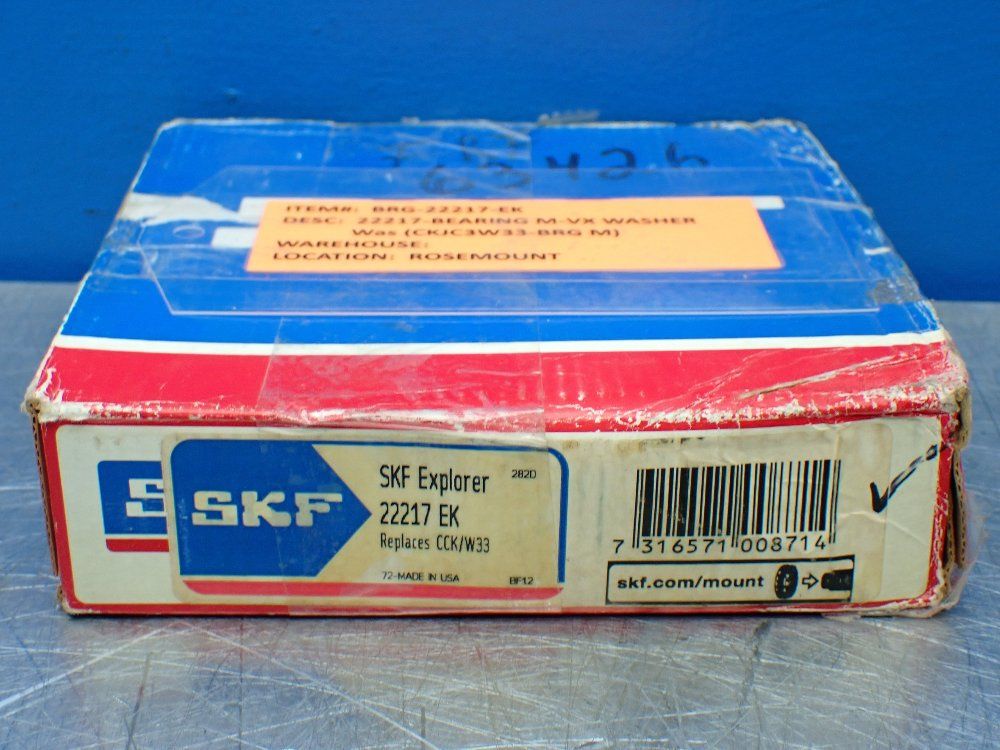 ITEM#: BRG-22217-EK
DESC: 22217-BEARING M-VX WASHER
Was (CKJC3W33-BRG M)
WAREHOUSE:
LOCATION: ROSEMOUNT
S
SKF
SKF Explorer 282D
22217 EK
Replaces CCK/W33
72-MADE IN USA BF12
7 316571 008714
skf.com/mount